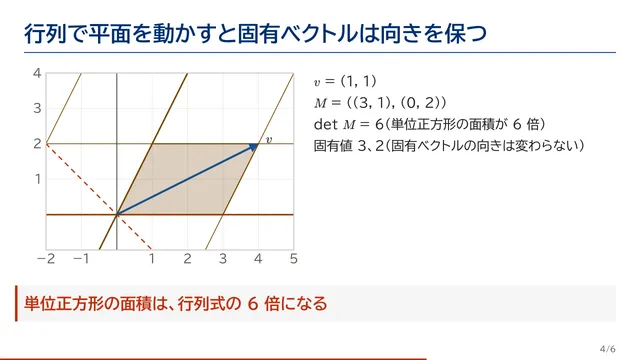 行列で平面を動かすと固有ベクトルは向きを保つ
4
3
2
1
−2 −1 1 2 3 4 5
v
v = (1, 1)
M = ((3, 1), (0, 2))
det M = 6（単位正方形の面積が 6 倍）
固有値 3、2（固有ベクトルの向きは変わらない）
単位正方形の面積は、行列式の 6 倍になる
4/6